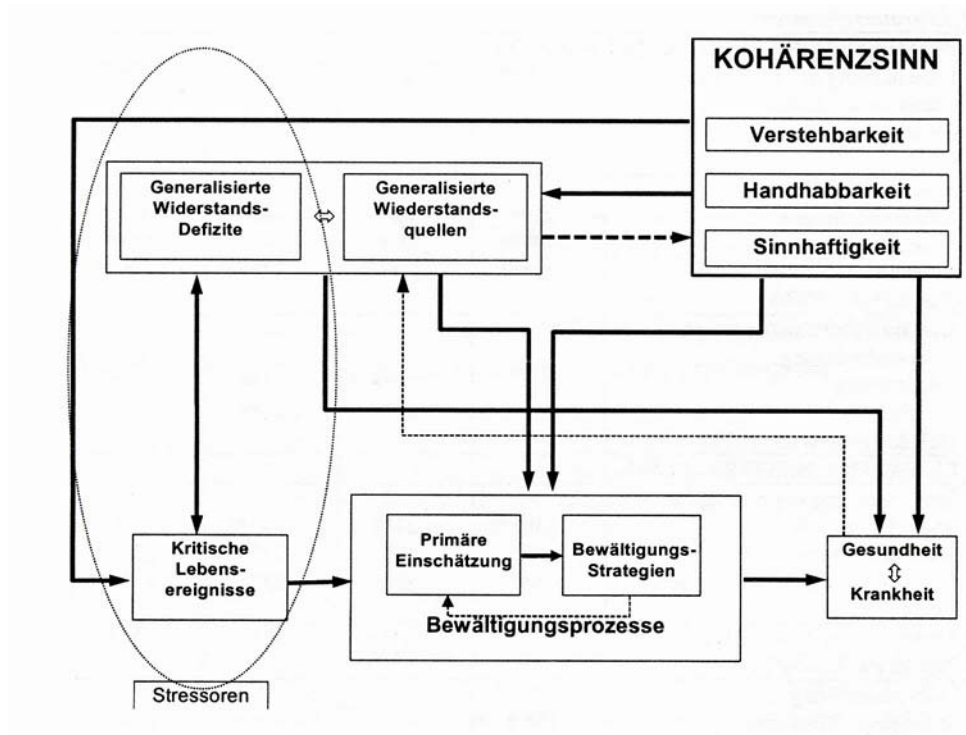 KOHÄRENZSINN
Verstehbarkeit
Handhabbarkeit
Sinnhaftigkeit
Generalisierte
Widerstands-
Defizite
Generalisierte
Wiederstands-
quellen
Kritische
Lebens-
ereignisse
Primäre
Einschätzung
Bewältigungs-
Strategien
Bewältigungsprozesse
Gesundheit
Krankheit
Stressoren